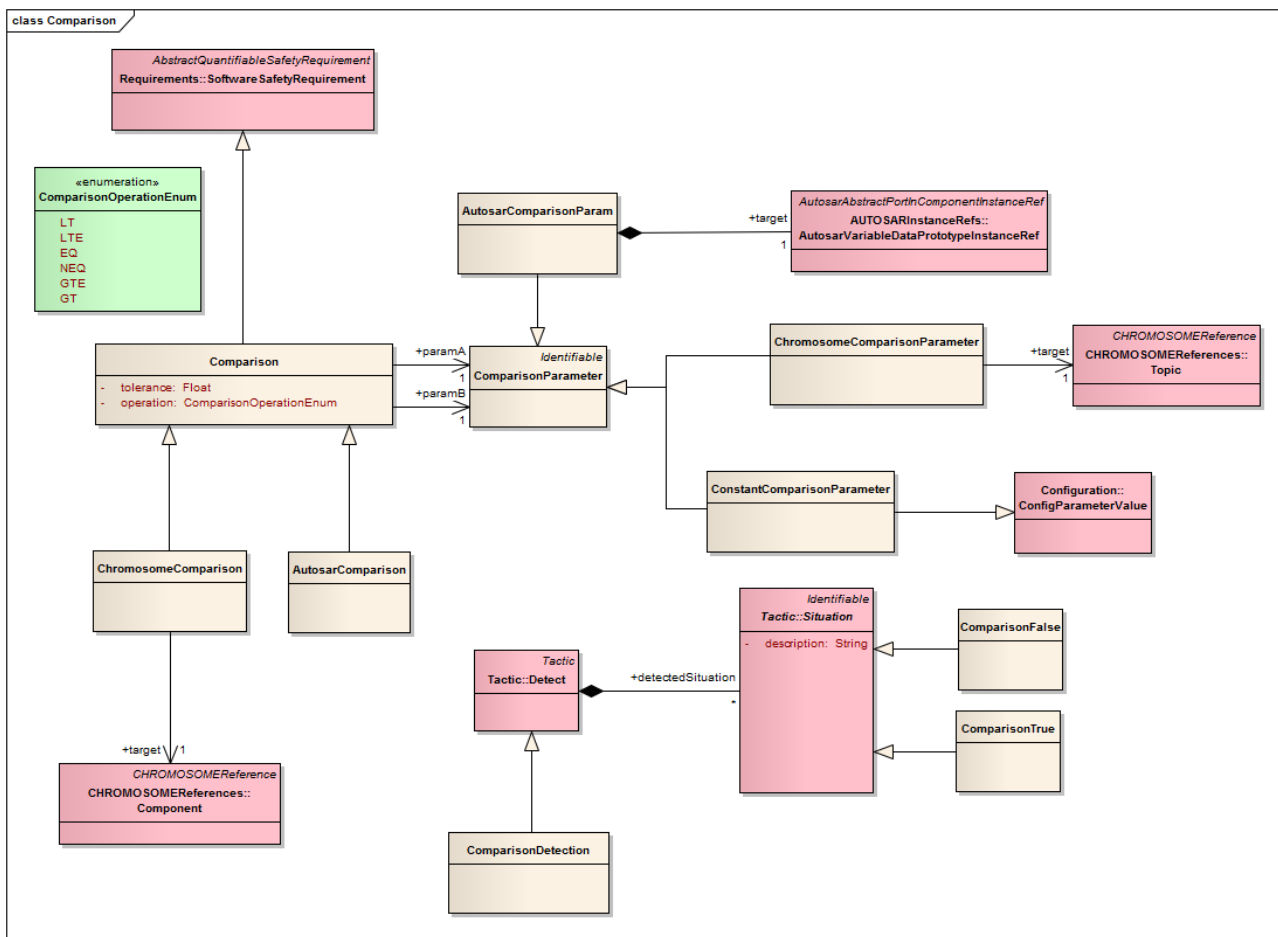 class Comparison
AbstractQuantifiableSafetyRequirement
Requirements::SoftwareSafetyRequirement
«enumeration»
ComparisonOperationEnum
LT
LTE
EQ
NEQ
GTE
GT
AutosarComparisonParam
+target
1
AutosarAbstractPortInComponentInstanceRef
AUTOSARInstanceRefs::
AutosarVariableDataPrototypeInstanceRef
Comparison
- tolerance: Float
- operation: ComparisonOperationEnum
+paramA
1
+paramB
1
Identifiable
ComparisonParameter
ChromosomeComparisonParameter
+target
1
CHROMOSOMEReference
CHROMOSOMEReferences::
Topic
ConstantComparisonParameter
Configuration::
ConfigParameterValue
ChromosomeComparison
AutosarComparison
+target
1
CHROMOSOMEReference
CHROMOSOMEReferences::
Component
Tactic
Tactic::Detect
+detectedSituation
*
Identifiable
Tactic::Situation
- description: String
ComparisonFalse
ComparisonTrue
ComparisonDetection